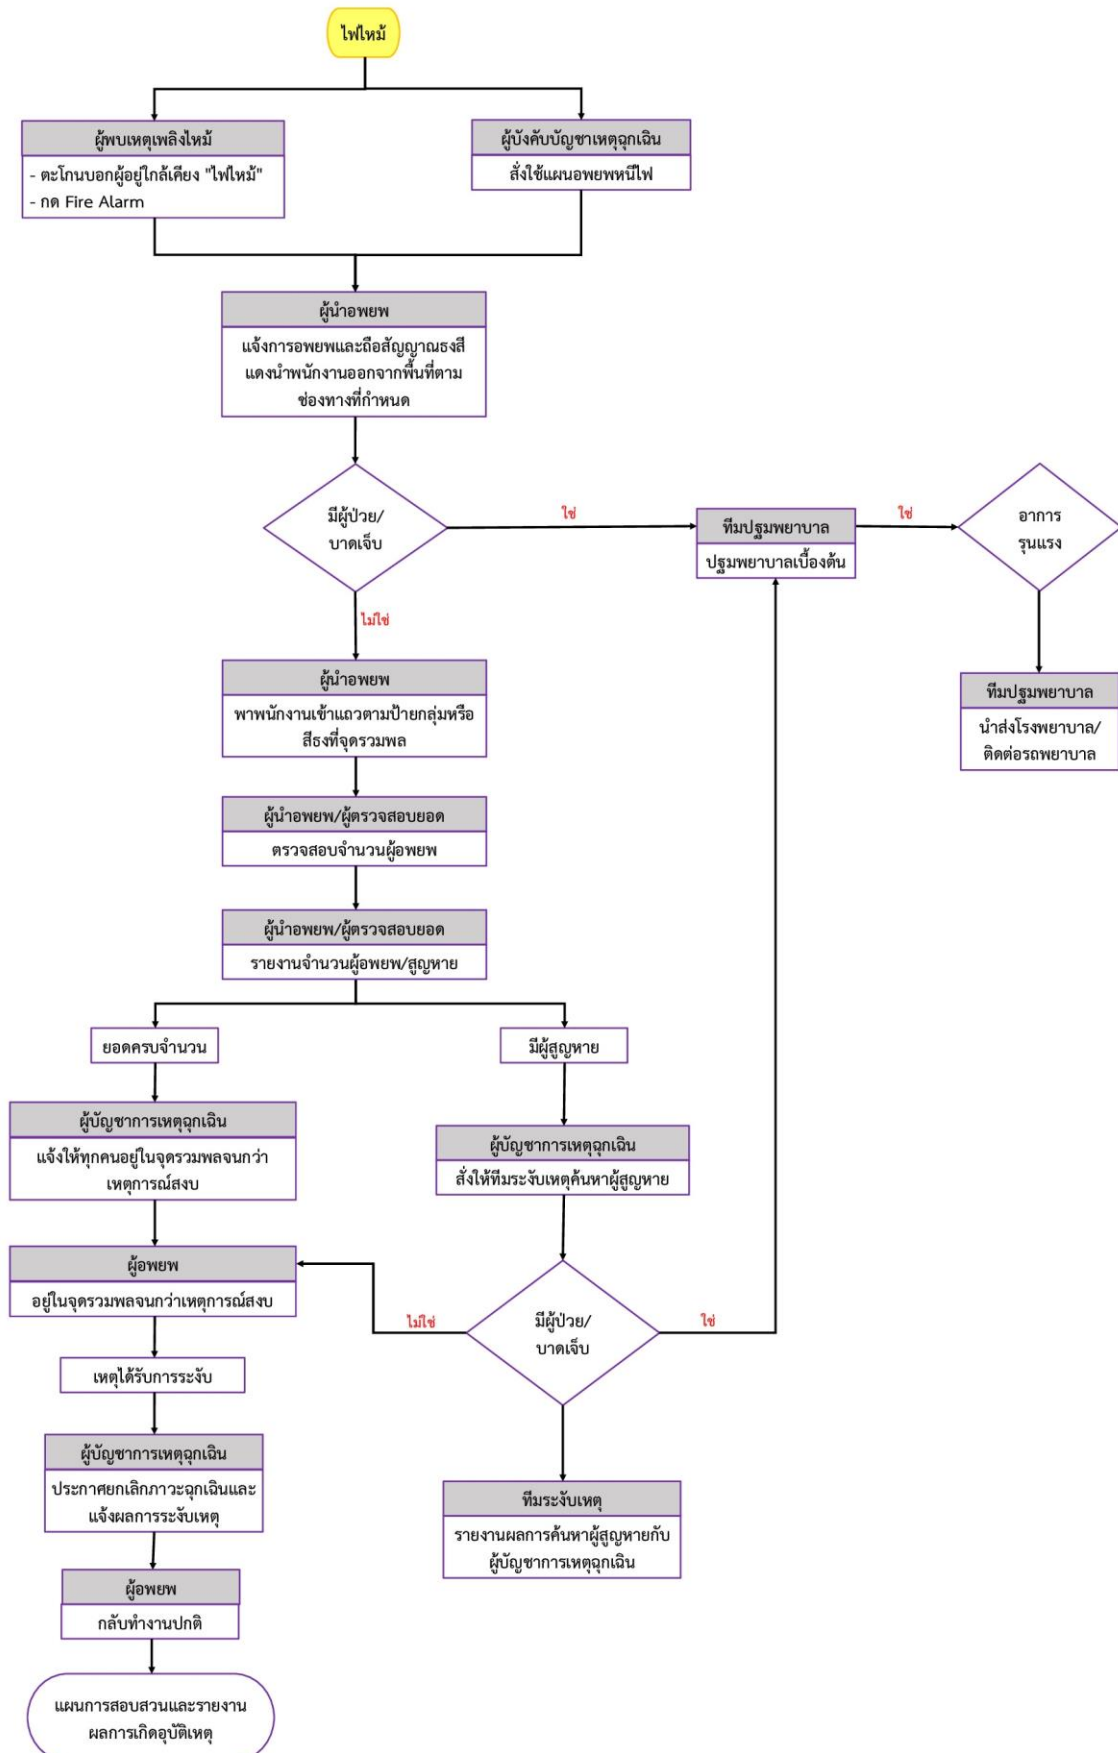 ไฟไหม้
ผู้พบเหตุเพลิงไหม้
- ตะโกนบอกผู้อยู่ใกล้เคียง "ไฟไหม้"
- กด Fire Alarm
ผู้บังคับบัญชาเหตุฉุกเฉิน
สั่งใช้แผนอพยพหนีไฟ
ผู้นำอพยพ
แจ้งการอพยพและถือสัญญาณธงสี
แดงนำพนักงานออกจากพื้นที่ตาม
ช่องทางที่กำหนด
มีผู้ป่วย/
บาดเจ็บ
ใช่
ทีมปฐมพยาบาล
ปฐมพยาบาลเบื้องต้น
ใช่
อาการ
รุนแรง
ทีมปฐมพยาบาล
นำส่งโรงพยาบาล/
ติดต่อรถพยาบาล
ไม่ใช่
ผู้นำอพยพ
พาพนักงานเข้าแถวตามป้ายกลุ่มหรือ
สีธงที่จุดรวมพล
ผู้นำอพยพ/ผู้ตรวจสอบยอด
ตรวจสอบจำนวนผู้อพยพ
ผู้นำอพยพ/ผู้ตรวจสอบยอด
รายงานจำนวนผู้อพยพ/สูญหาย
ยอดครบจำนวน
มีผู้สูญหาย
ผู้บัญชาการเหตุฉุกเฉิน
แจ้งให้ทุกคนอยู่ในจุดรวมพลจนกว่า
เหตุการณ์สงบ
ผู้บัญชาการเหตุฉุกเฉิน
สั่งให้ทีมระงับเหตุค้นหาผู้สูญหาย
ผู้อพยพ
อยู่ในจุดรวมพลจนกว่าเหตุการณ์สงบ
ไม่ใช่
มีผู้ป่วย/
บาดเจ็บ
ใช่
เหตุได้รับการระงับ
ผู้บัญชาการเหตุฉุกเฉิน
ประกาศยกเลิกภาวะฉุกเฉินและ
แจ้งผลการระงับเหตุ
ทีมระงับเหตุ
รายงานผลการค้นหาผู้สูญหายกับ
ผู้บัญชาการเหตุฉุกเฉิน
ผู้อพยพ
กลับทำงานปกติ
แผนการสอบสวนและรายงาน
ผลการเกิดอุบัติเหตุ